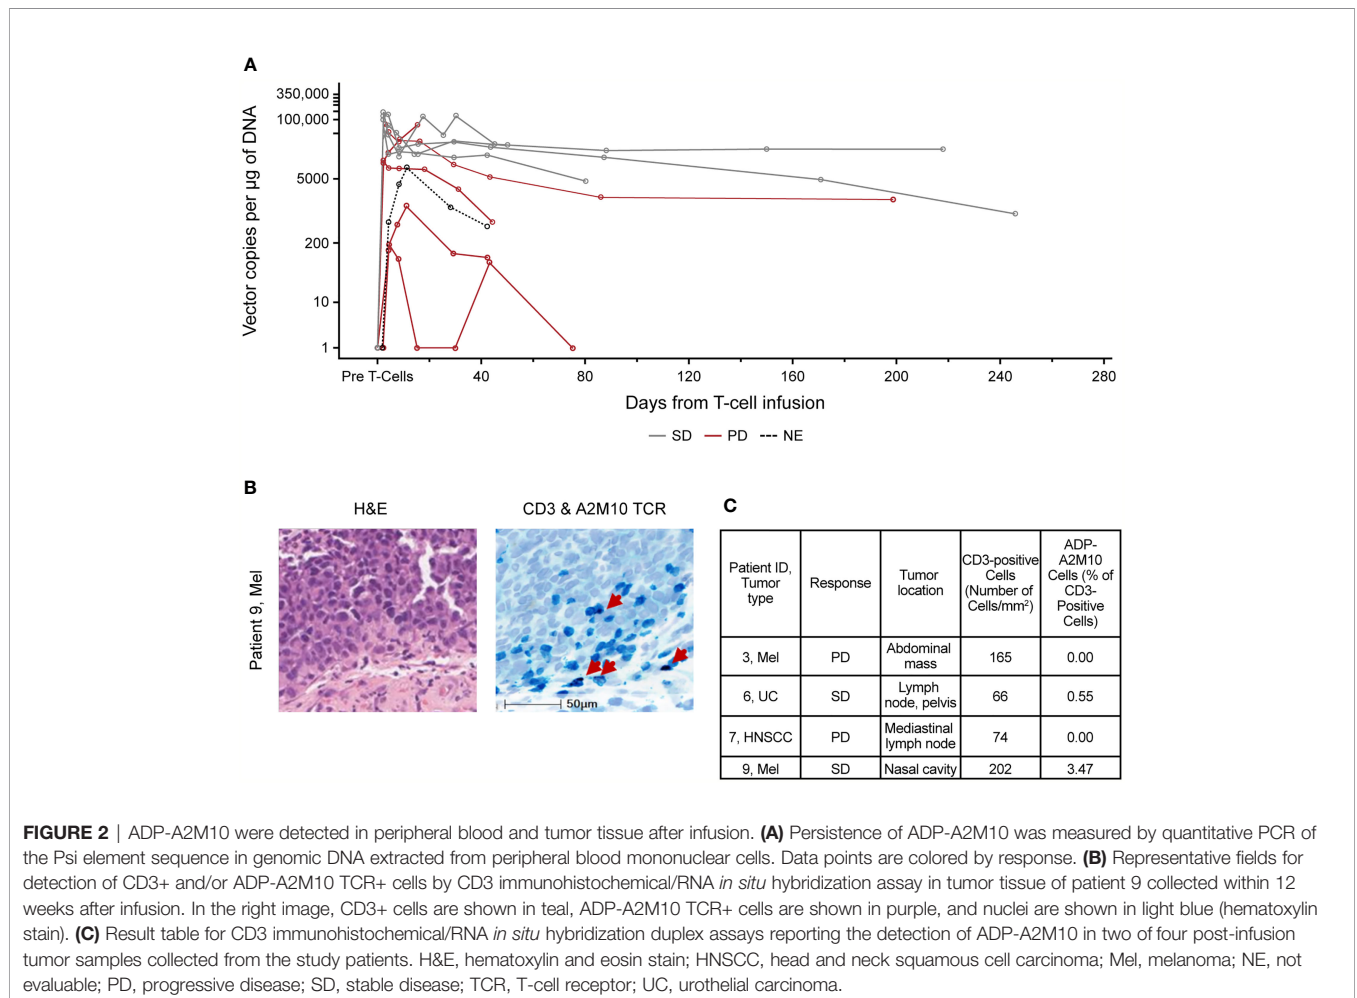 A
Vector copies per µg of DNA
350,000
100,000
5000
200
10
1
Pre T-Cells 40 80 120 160 200 240 280
Days from T-cell infusion
SD PD NE
B
H&E CD3 & A2M10 TCR
Patient 9, Mel
50µm
C
Patient ID, Tumor type | Response | Tumor location | CD3-positive Cells (Number of Cells/mm²) | ADP-A2M10 Cells (% of CD3-Positive Cells)
3, Mel PD Abdominal mass 165 0.00
6, UC SD Lymph node, pelvis 66 0.55
7, HNSCC PD Mediastinal lymph node 74 0.00
9, Mel SD Nasal cavity 202 3.47
FIGURE 2 | ADP-A2M10 were detected in peripheral blood and tumor tissue after infusion. (A) Persistence of ADP-A2M10 was measured by quantitative PCR of
the Psi element sequence in genomic DNA extracted from peripheral blood mononuclear cells. Data points are colored by response. (B) Representative fields for
detection of CD3+ and/or ADP-A2M10 TCR+ cells by CD3 immunohistochemical/RNA in situ hybridization assay in tumor tissue of patient 9 collected within 12
weeks after infusion. In the right image, CD3+ cells are shown in teal, ADP-A2M10 TCR+ cells are shown in purple, and nuclei are shown in light blue (hematoxylin
stain). (C) Result table for CD3 immunohistochemical/RNA in situ hybridization duplex assays reporting the detection of ADP-A2M10 in two of four post-infusion
tumor samples collected from the study patients. H&E, hematoxylin and eosin stain; HNSCC, head and neck squamous cell carcinoma; Mel, melanoma; NE, not
evaluable; PD, progressive disease; SD, stable disease; TCR, T-cell receptor; UC, urothelial carcinoma.